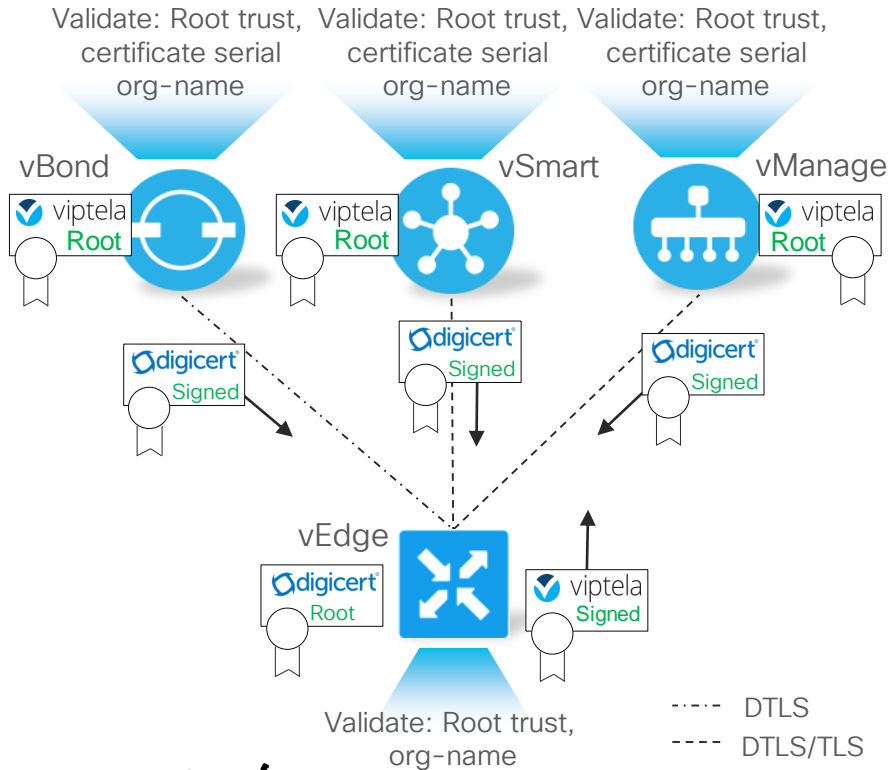 Validate: Root trust,
certificate serial
org-name
Validate: Root trust,
certificate serial
org-name
Validate: Root trust,
certificate serial
org-name
vBond
vSmart
vManage
viptela
Root
viptela
Root
viptela
Root
digicert®
Signed
digicert®
Signed
digicert®
Signed
vEdge
digicert®
Root
viptela
Signed
Validate: Root trust,
org-name
DTLS
DTLS/TLS